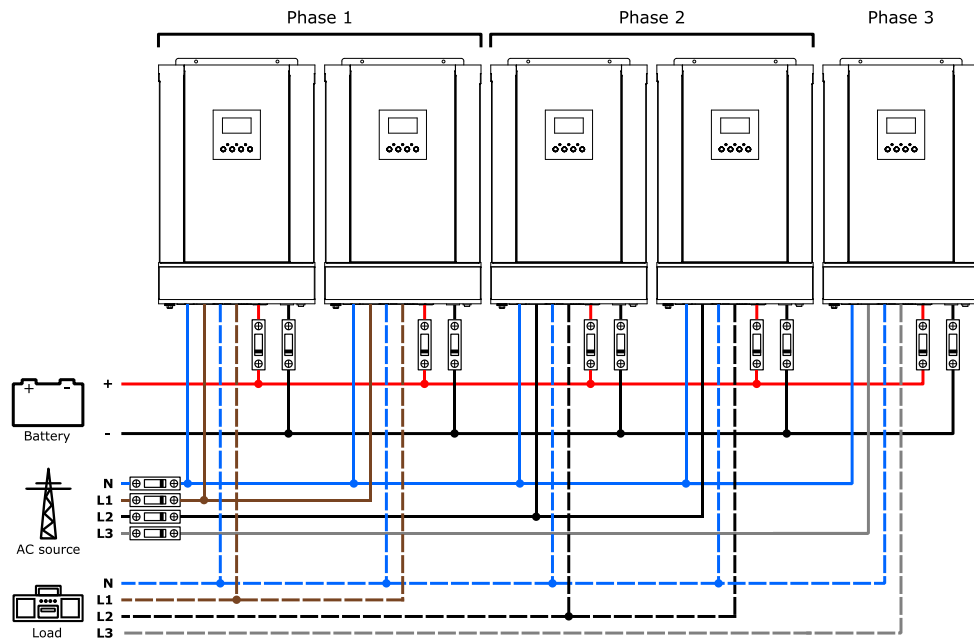 Phase 1
Phase 2
Phase 3
+ -
Battery
+
-
N
L1
L2
L3
AC source
N
L1
L2
L3
Load